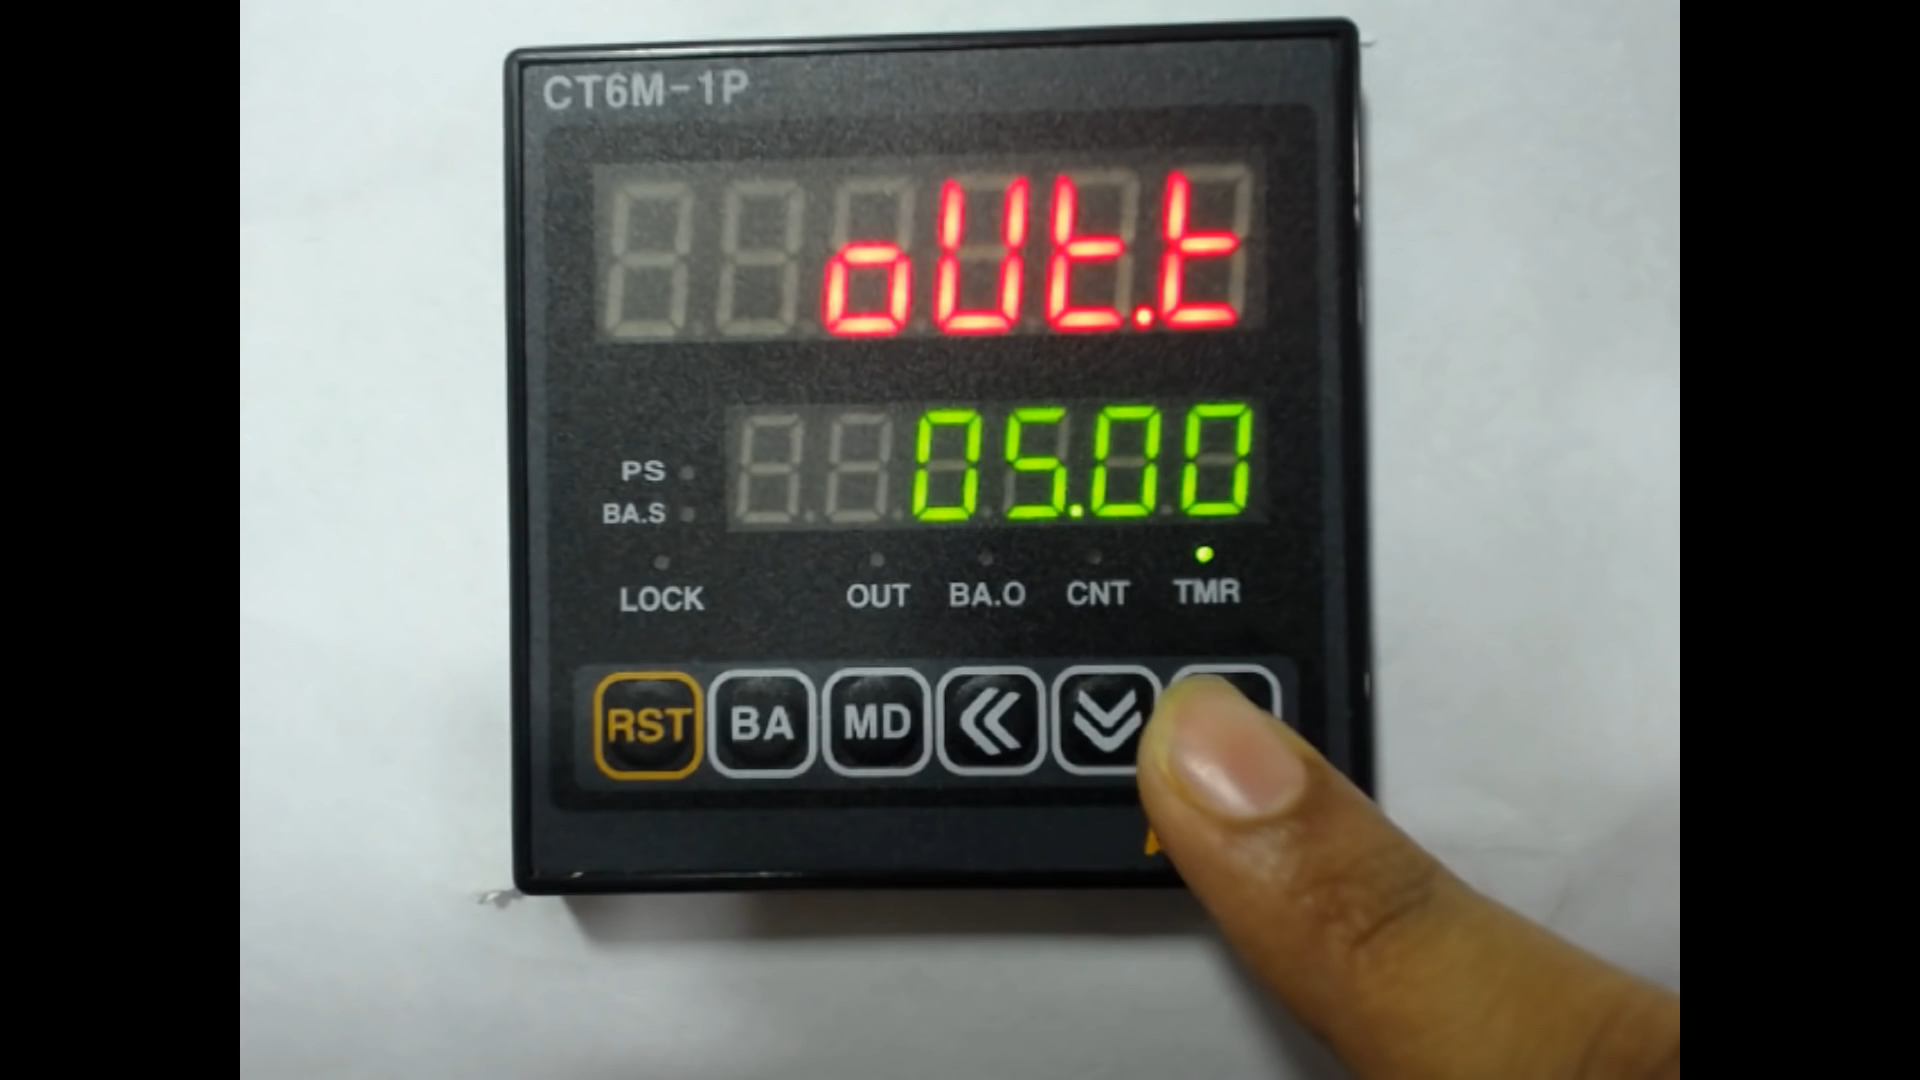 CT6M-1P
oUt.t
05.00
PS
BA.S
LOCK OUT BA.O CNT TMR
RST BA MD